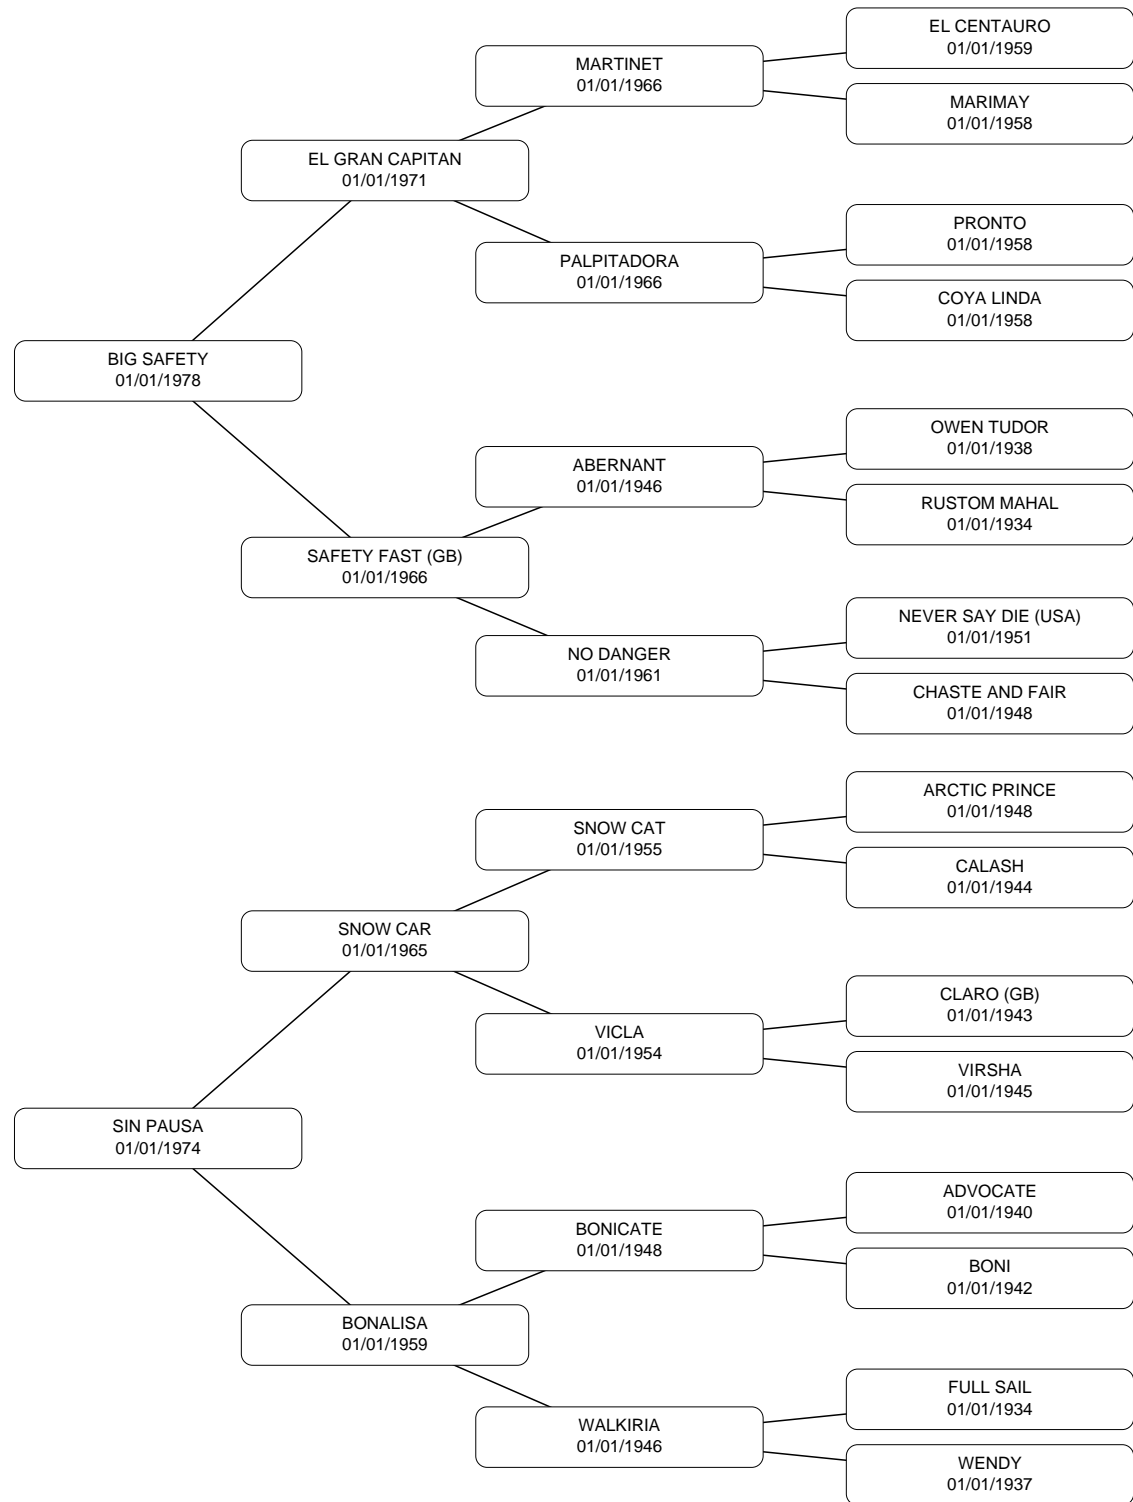 EL CENTAURO
01/01/1959
MARTINET
01/01/1966
MARIMAY
01/01/1958
EL GRAN CAPITAN
01/01/1971
PRONTO
01/01/1958
PALPITADORA
01/01/1966
COYA LINDA
01/01/1958
BIG SAFETY
01/01/1978
OWEN TUDOR
01/01/1938
ABERNANT
01/01/1946
RUSTOM MAHAL
01/01/1934
SAFETY FAST (GB)
01/01/1966
NEVER SAY DIE (USA)
01/01/1951
NO DANGER
01/01/1961
CHASTE AND FAIR
01/01/1948
ARCTIC PRINCE
01/01/1948
SNOW CAT
01/01/1955
CALASH
01/01/1944
SNOW CAR
01/01/1965
CLARO (GB)
01/01/1943
VICLA
01/01/1954
VIRSHA
01/01/1945
SIN PAUSA
01/01/1974
ADVOCATE
01/01/1940
BONICATE
01/01/1948
BONI
01/01/1942
BONALISA
01/01/1959
FULL SAIL
01/01/1934
WALKIRIA
01/01/1946
WENDY
01/01/1937